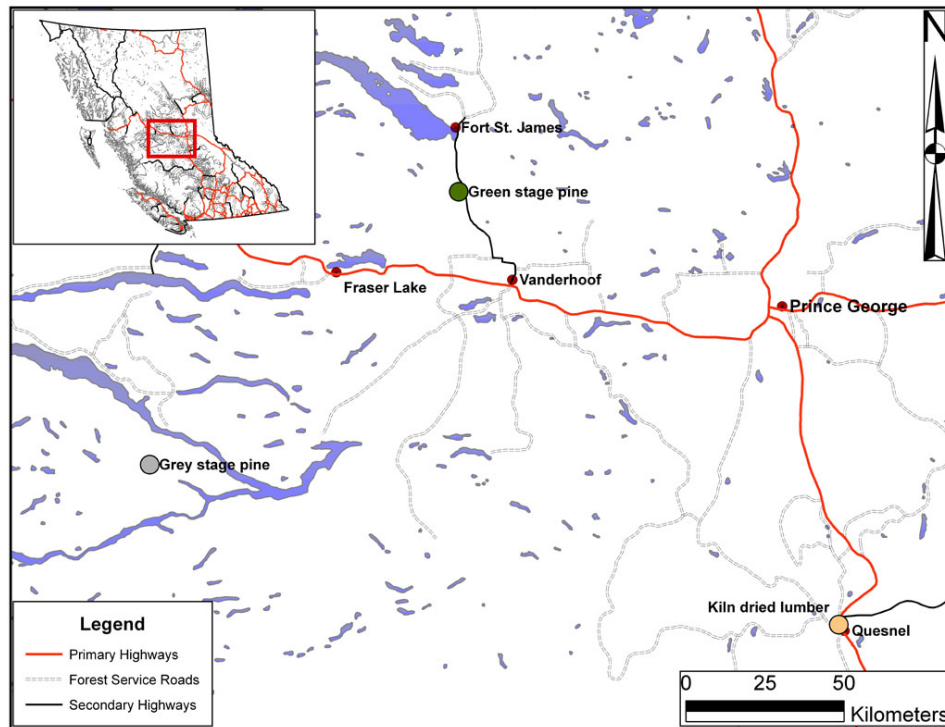 N
Fort St. James
Green stage pine
Fraser Lake
Vanderhoof
Prince George
Grey stage pine
Kiln dried lumber
Quesnel
Legend
Primary Highways
Forest Service Roads
Secondary Highways
0 25 50
Kilometers